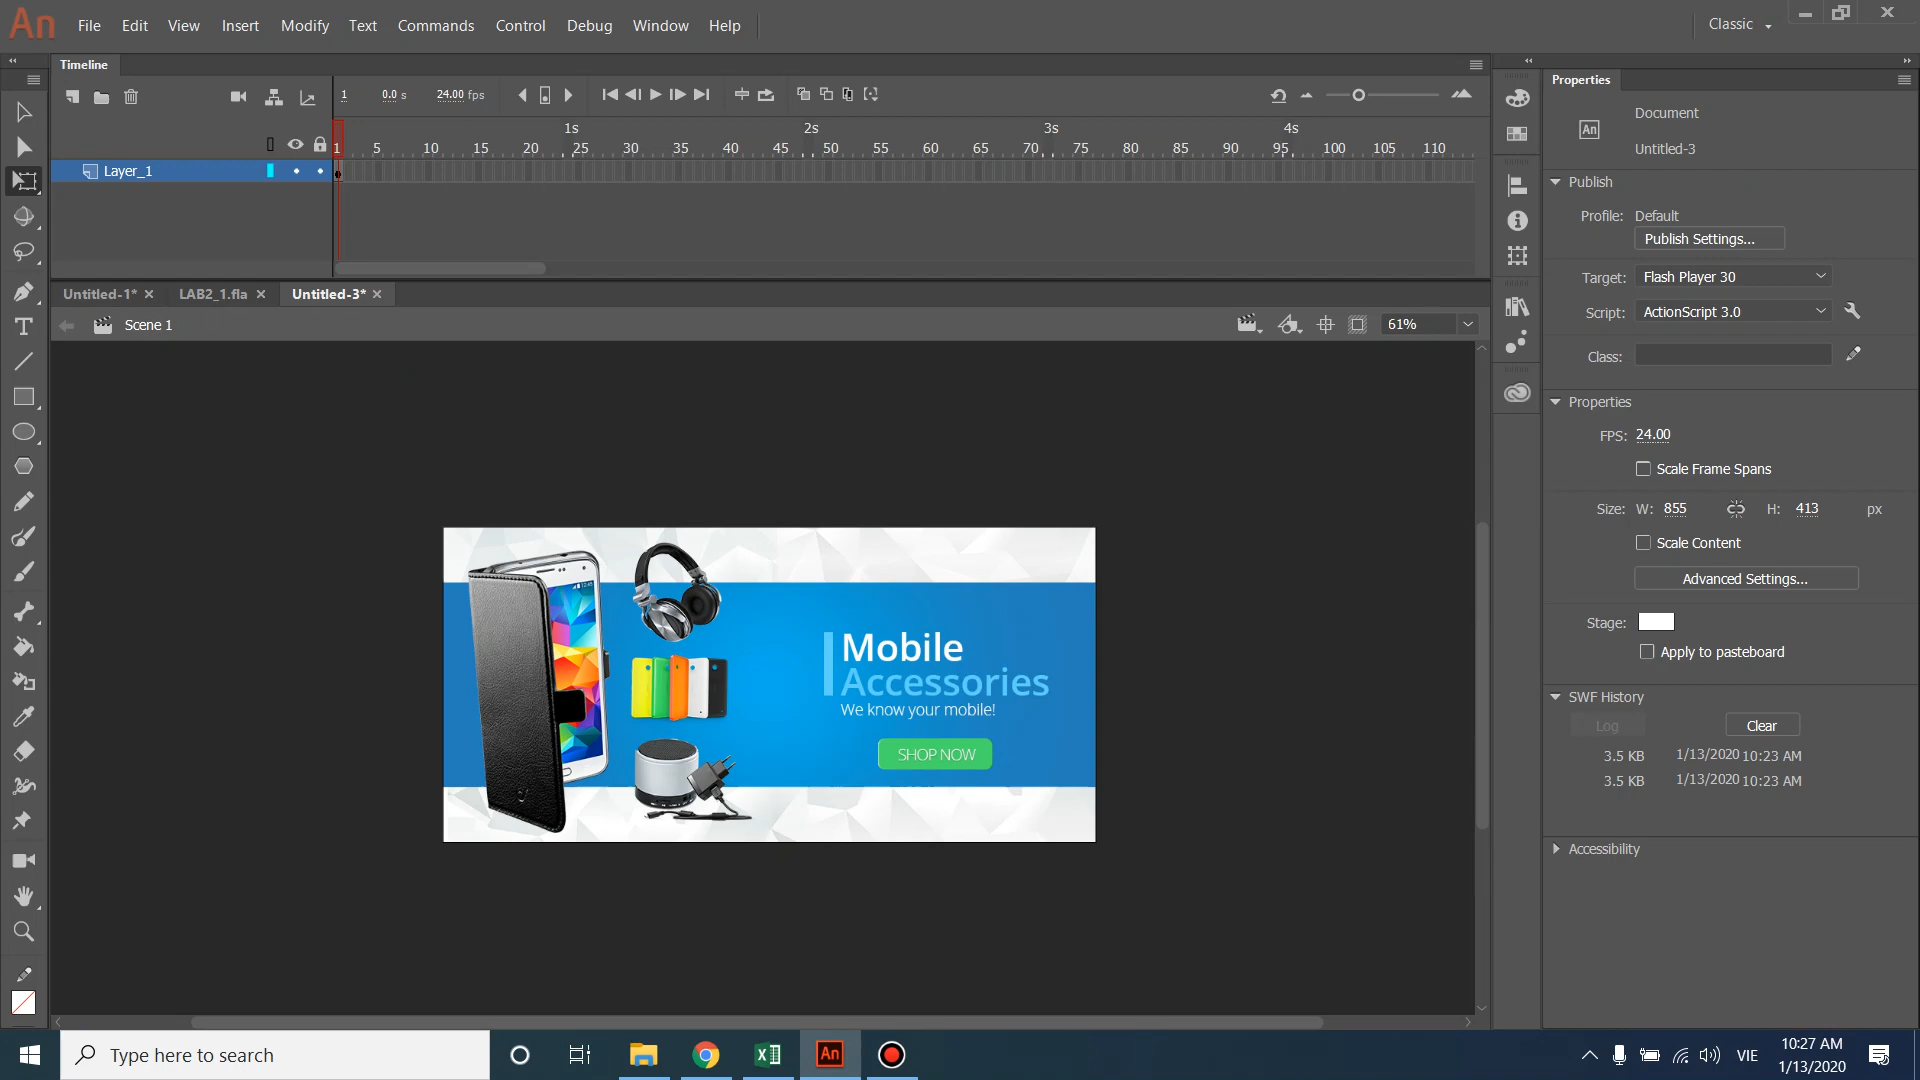 An File Edit View Insert Modify Text Commands Control Debug Window Help Classic
Timeline
1 0.0 s 24.00 fps
1s 2s 3s 4s
1 5 10 15 20 25 30 35 40 45 50 55 60 65 70 75 80 85 90 95 100 105 110
Layer_1
Untitled-1* LAB2_1.fla Untitled-3*
Scene 1 61%
Mobile
Accessories
We know your mobile!
SHOP NOW
Properties
An Document
Untitled-3
Publish
Profile: Default
Publish Settings...
Target: Flash Player 30
Script: ActionScript 3.0
Class:
Properties
FPS: 24.00
Scale Frame Spans
Size: W: 855 H: 413 px
Scale Content
Advanced Settings...
Stage:
Apply to pasteboard
SWF History
Log Clear
3.5 KB 1/13/2020 10:23 AM
3.5 KB 1/13/2020 10:23 AM
Accessibility
Type here to search
An
VIE
10:27 AM
1/13/2020